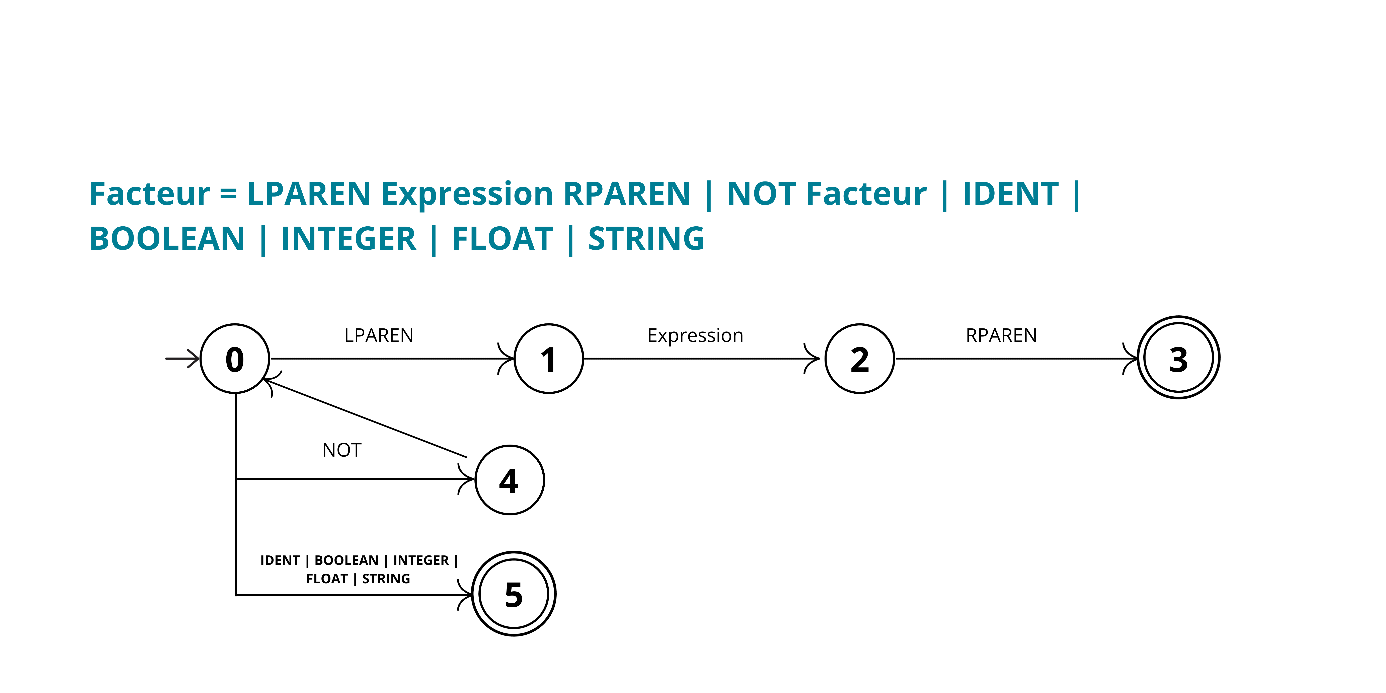 Facteur = LPAREN Expression RPAREN | NOT Facteur | IDENT |
BOOLEAN | INTEGER | FLOAT | STRING
LPAREN
Expression
RPAREN
0
1
2
3
NOT
4
IDENT | BOOLEAN | INTEGER |
FLOAT | STRING
5